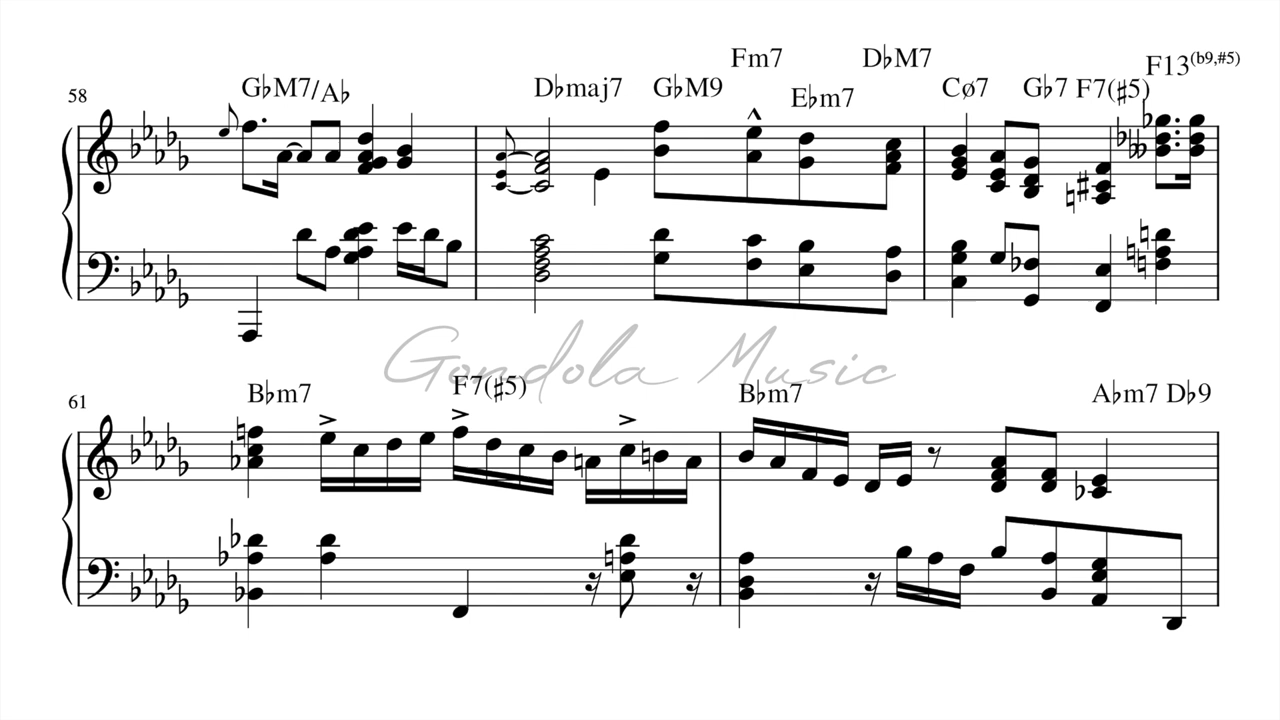 Fm7 D♭M7 F13(b9,#5)
58 G♭M7/A♭ D♭maj7 G♭M9 E♭m7 Cø7 G♭7 F7(♯5)
Gondola Music
61 B♭m7 F7(♯5) B♭m7 A♭m7 D♭9